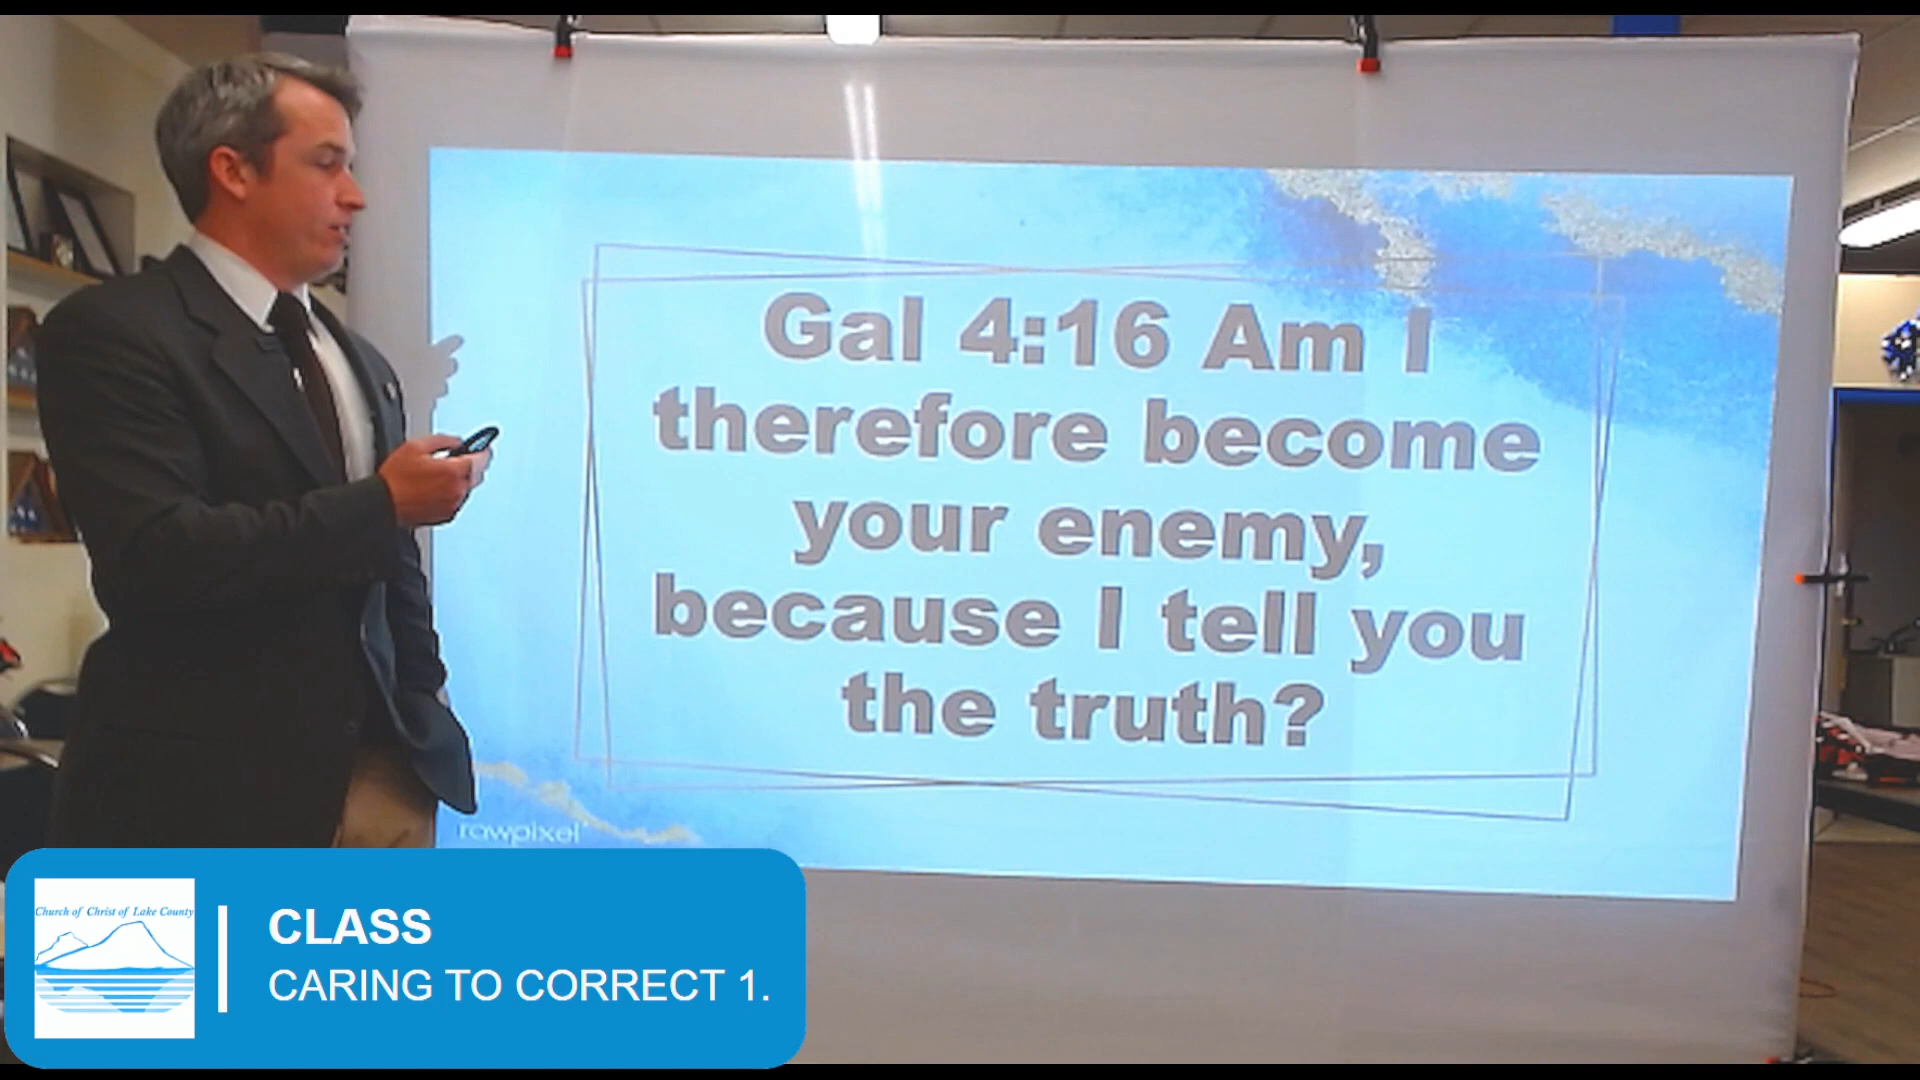 Gal 4:16 Am I
therefore become
your enemy,
because I tell you
the truth?
rawpixel
Church of Christ of Lake County
CLASS
CARING TO CORRECT 1.